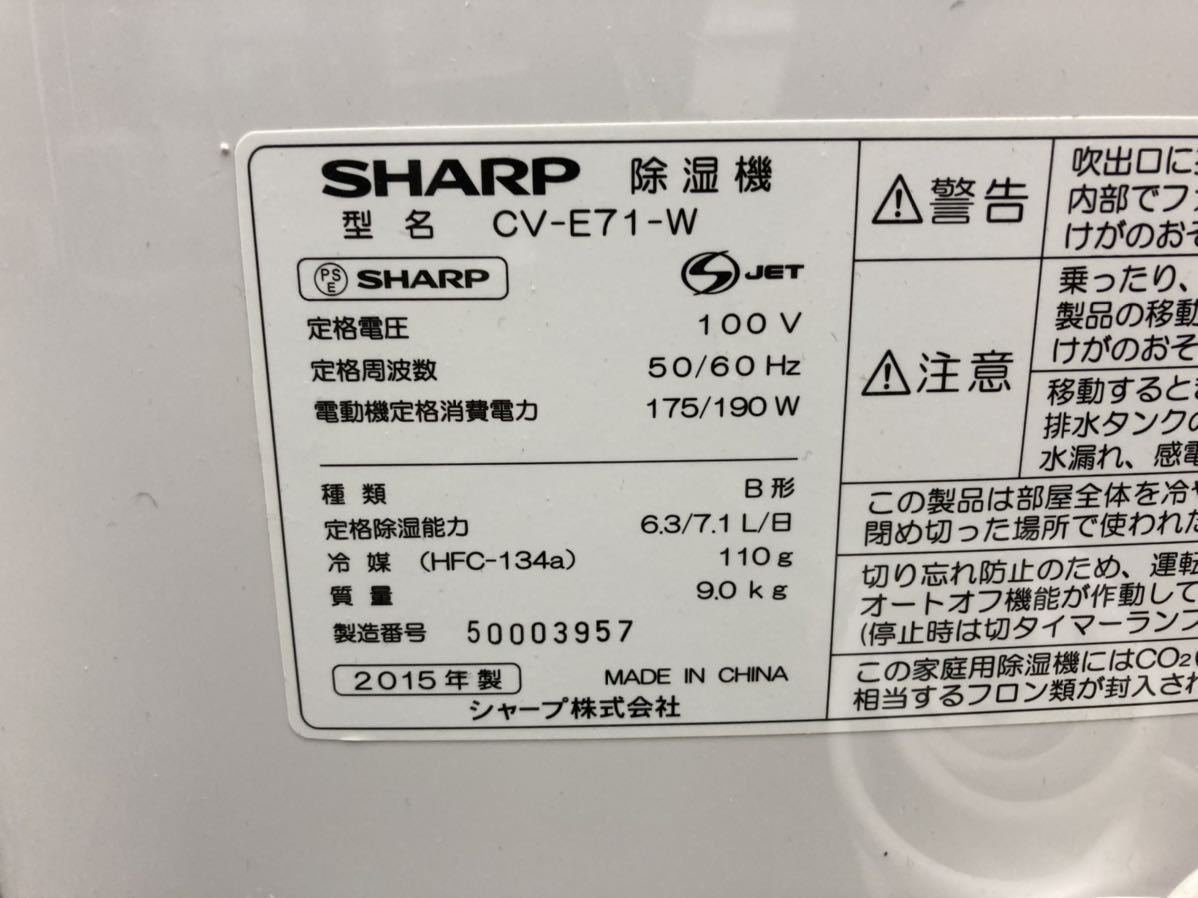 SHARP 除湿機
型名 CV-E71-W
PS E SHARP
S JET
定格電圧 100 V
定格周波数 50/60 Hz
電動機定格消費電力 175/190 W
種類 B形
定格除湿能力 6.3/7.1 L/日
冷媒 (HFC-134a) 110 g
質量 9.0 kg
製造番号 50003957
2015年製 MADE IN CHINA
シャープ株式会社
⚠警告
吹出口に
内部でフ
けがのおそ
⚠注意
乗ったり、
製品の移動
けがのおそ
移動すると
排水タンクの
水漏れ、感電
この製品は部屋全体を冷や
閉め切った場所で使われた
切り忘れ防止のため、運転
オートオフ機能が作動して
(停止時は切タイマーランプ
この家庭用除湿機にはCO₂
相当するフロン類が封入され